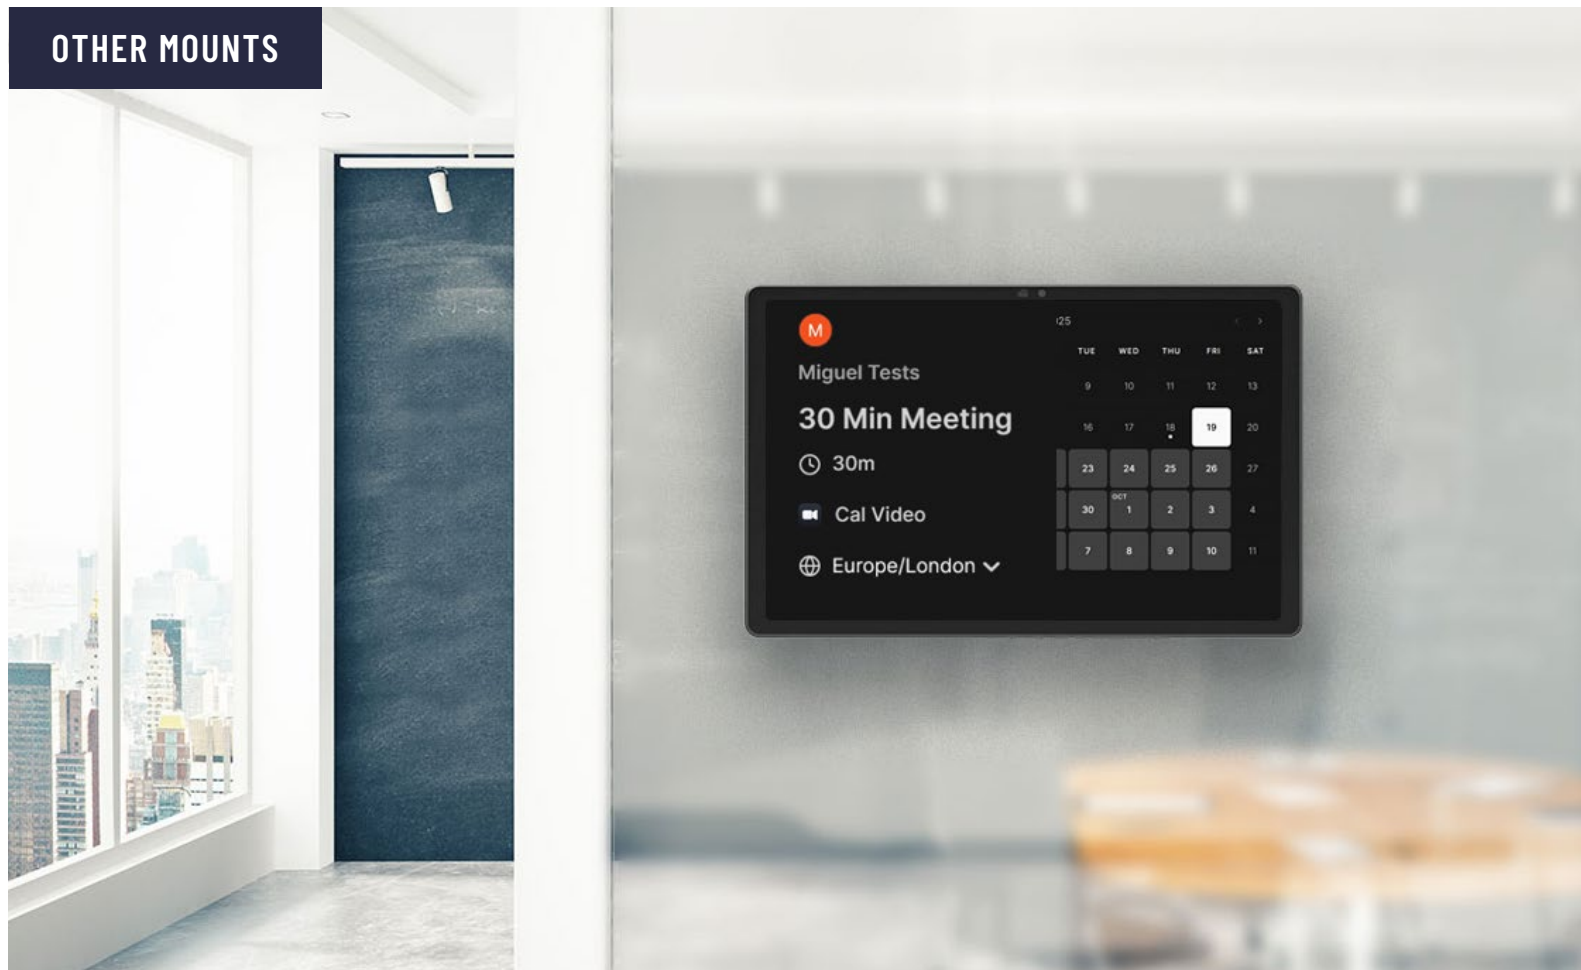 OTHER MOUNTS
M
Miguel Tests
30 Min Meeting
30m
Cal Video
Europe/London
25
TUE WED THU FRI SAT
9 10 11 12 13
16 17 18 19 20
23 24 25 26 27
OCT
30 1 2 3 4
7 8 9 10 11